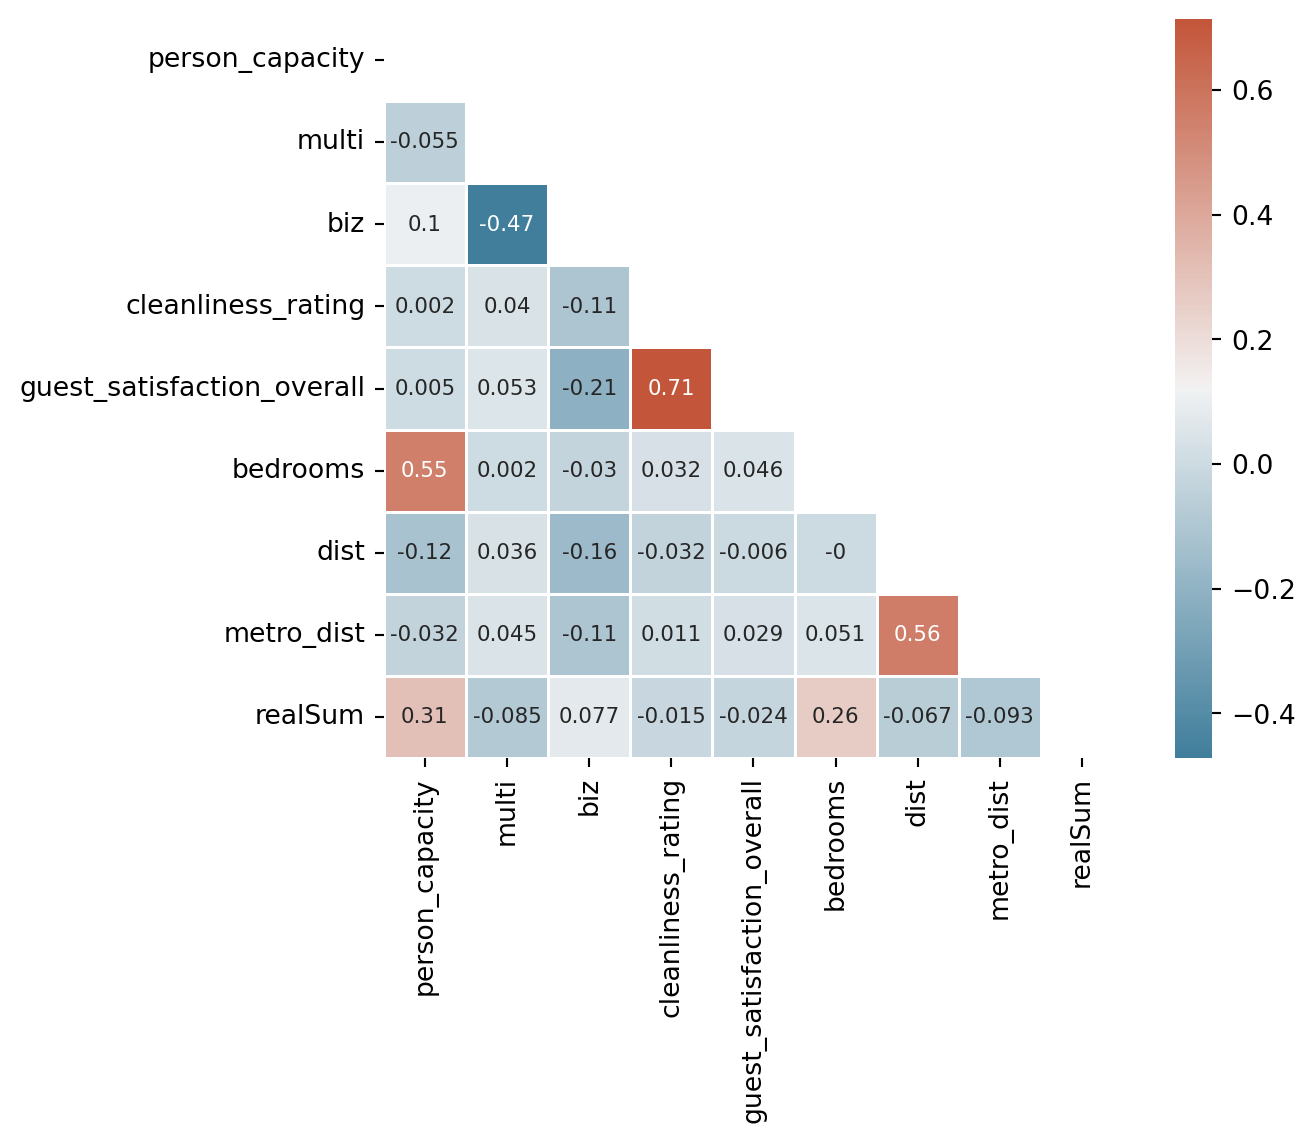 person_capacity
multi -0.055
biz 0.1 -0.47
cleanliness_rating 0.002 0.04 -0.11
guest_satisfaction_overall 0.005 0.053 -0.21 0.71
bedrooms 0.55 0.002 -0.03 0.032 0.046
dist -0.12 0.036 -0.16 -0.032 -0.006 -0
metro_dist -0.032 0.045 -0.11 0.011 0.029 0.051 0.56
realSum 0.31 -0.085 0.077 -0.015 -0.024 0.26 -0.067 -0.093
person_capacity
multi
biz
cleanliness_rating
guest_satisfaction_overall
bedrooms
dist
metro_dist
realSum
0.6
0.4
0.2
0.0
−0.2
−0.4